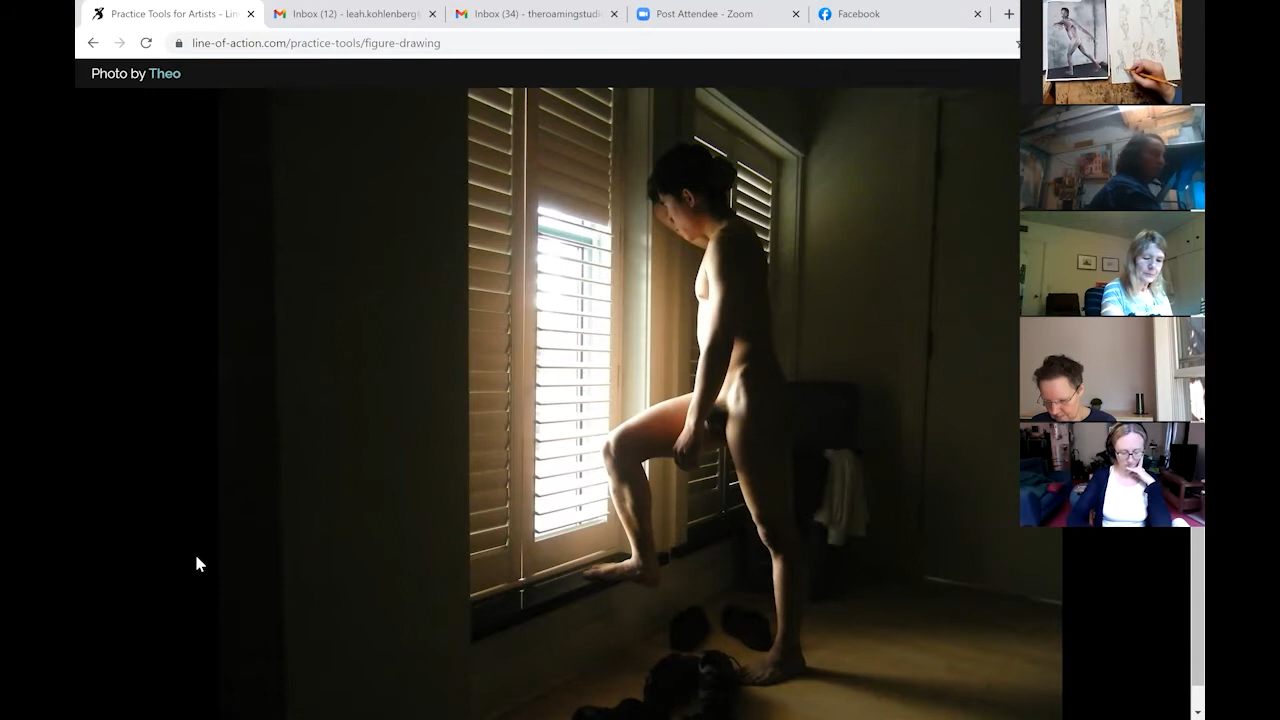 Practice Tools for Artists - Lin
Inbox (12) - leah.kohlenberg
Inbox (34) - theroamingstudi
Post Attendee - Zoom
Facebook
line-of-action.com/practice-tools/figure-drawing
Photo by Theo